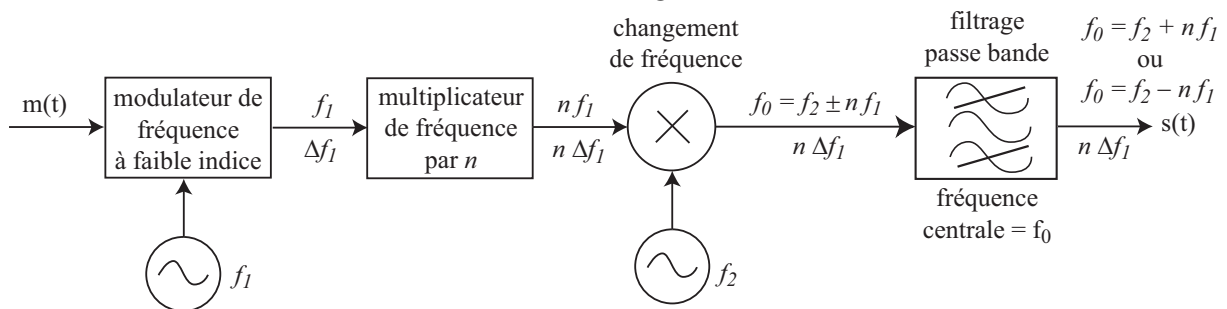 m(t)
modulateur de
fréquence
à faible indice
f₁
f₁
Δf₁
multiplicateur
de fréquence
par n
n f₁
n Δf₁
changement
de fréquence
f₂
f₀ = f₂ ± n f₁
n Δf₁
filtrage
passe bande
fréquence
centrale = f₀
f₀ = f₂ + n f₁
ou
f₀ = f₂ − n f₁
s(t)
n Δf₁